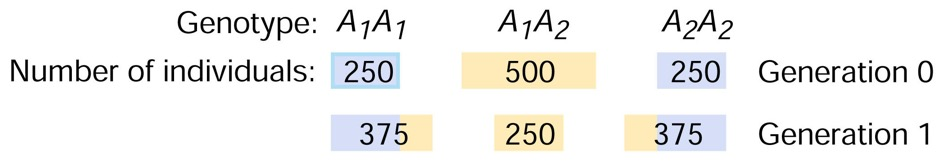 Genotype: A1A1 A1A2 A2A2
Number of individuals: 250 500 250 Generation 0
375 250 375 Generation 1